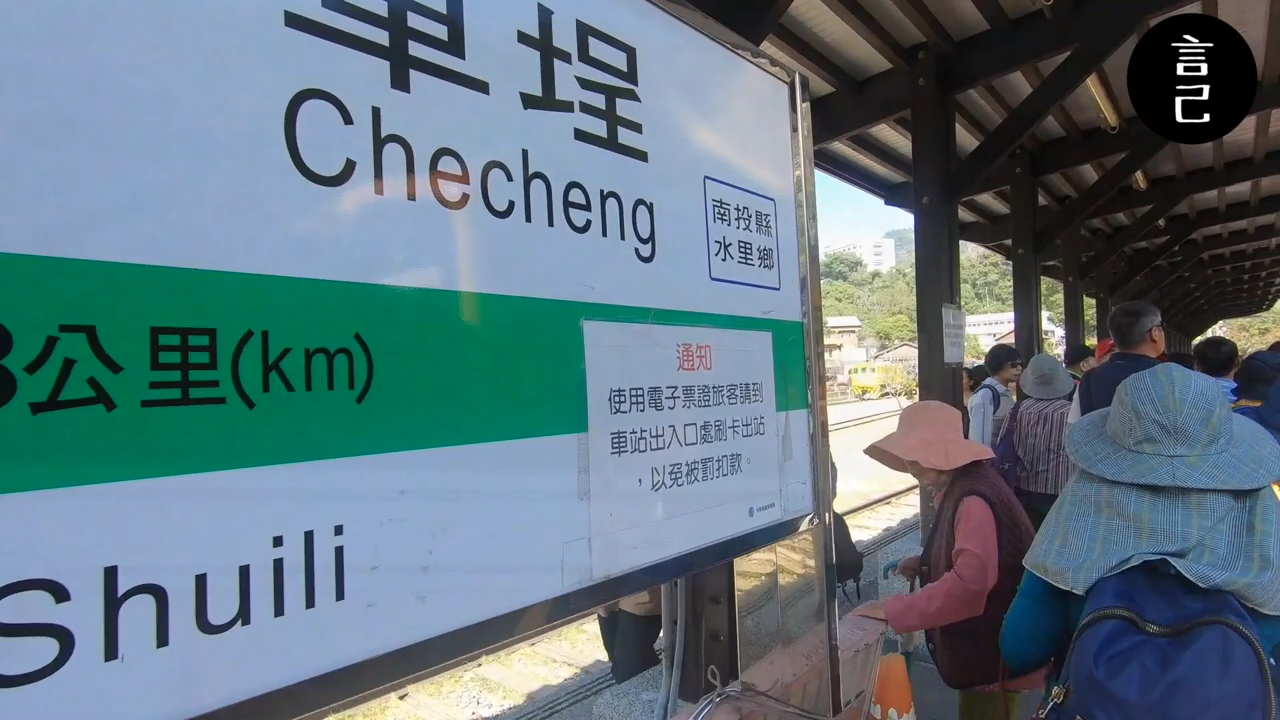 車埕
Checheng
南投縣
水里鄉
公里(km)
通知
使用電子票證旅客請到
車站出入口處刷卡出站
，以免被罰扣款。
Shuili
言己